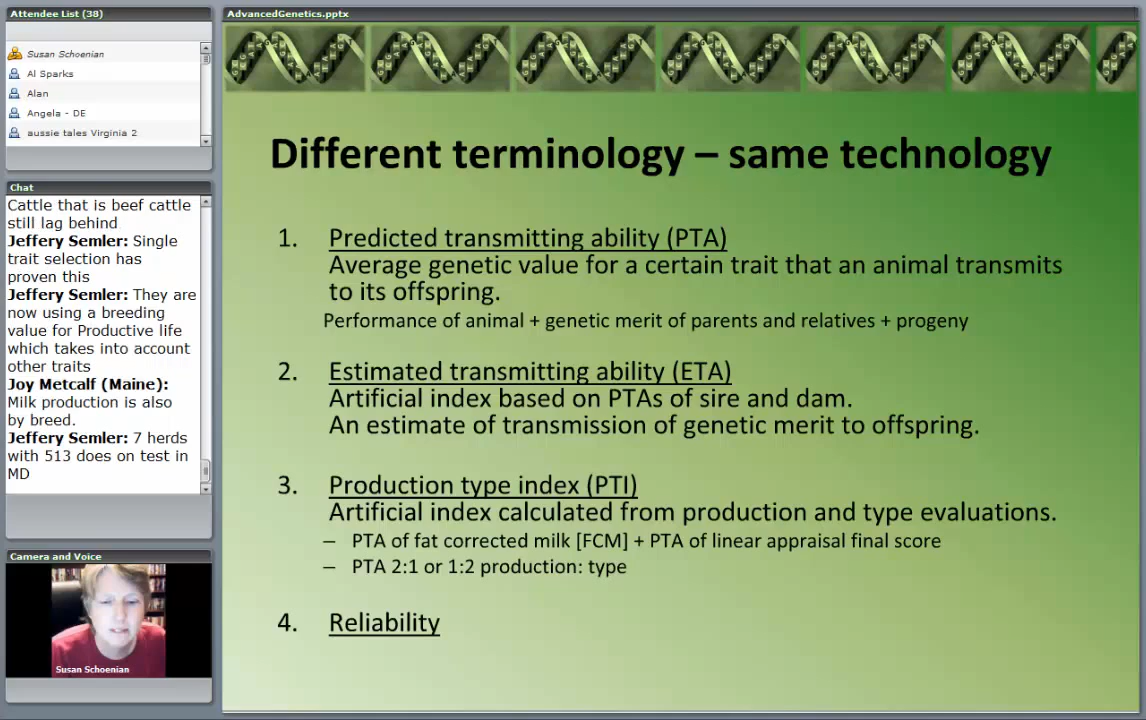 Attendee List (38)
Susan Schoenian
Al Sparks
Alan
Angela - DE
aussie tales Virginia 2
Chat
Cattle that is beef cattle
still lag behind
Jeffery Semler: Single
trait selection has
proven this
Jeffery Semler: They are
now using a breeding
value for Productive life
which takes into account
other traits
Joy Metcalf (Maine):
Milk production is also
by breed.
Jeffery Semler: 7 herds
with 513 does on test in
MD
Camera and Voice
Susan Schoenian
AdvancedGenetics.pptx
Different terminology – same technology
1. Predicted transmitting ability (PTA)
Average genetic value for a certain trait that an animal transmits
to its offspring.
Performance of animal + genetic merit of parents and relatives + progeny
2. Estimated transmitting ability (ETA)
Artificial index based on PTAs of sire and dam.
An estimate of transmission of genetic merit to offspring.
3. Production type index (PTI)
Artificial index calculated from production and type evaluations.
– PTA of fat corrected milk [FCM] + PTA of linear appraisal final score
– PTA 2:1 or 1:2 production: type
4. Reliability